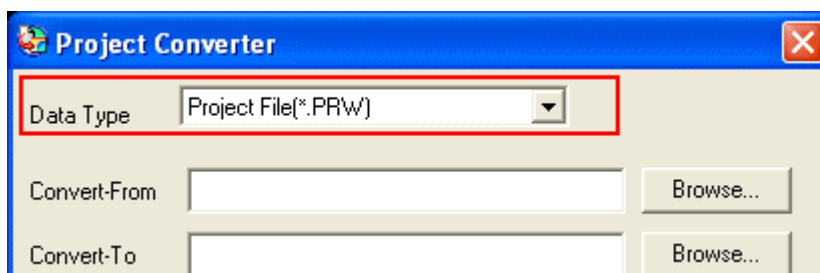 Project Converter
Data Type Project File(*.PRW)
Convert-From Browse...
Convert-To Browse...